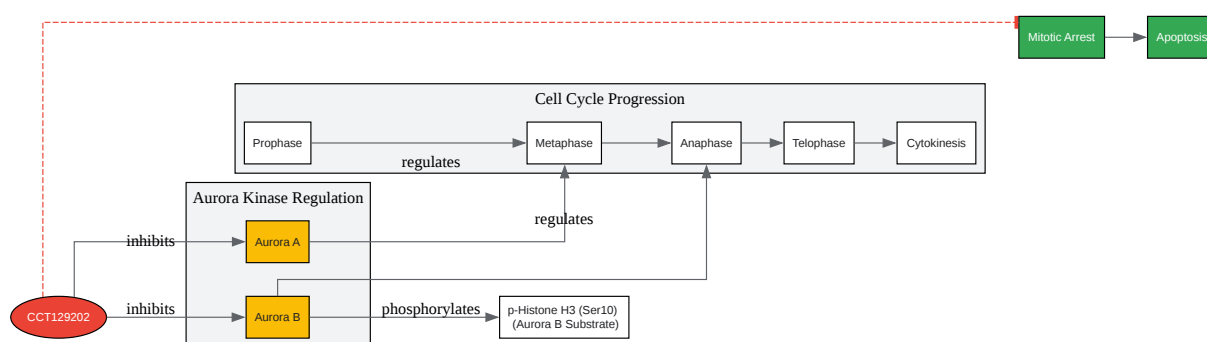 Mitotic Arrest
Apoptosis
Cell Cycle Progression
Prophase
Metaphase
Anaphase
Telophase
Cytokinesis
regulates
Aurora Kinase Regulation
regulates
inhibits
Aurora A
CCT129202
inhibits
Aurora B
phosphorylates
p-Histone H3 (Ser10)
(Aurora B Substrate)